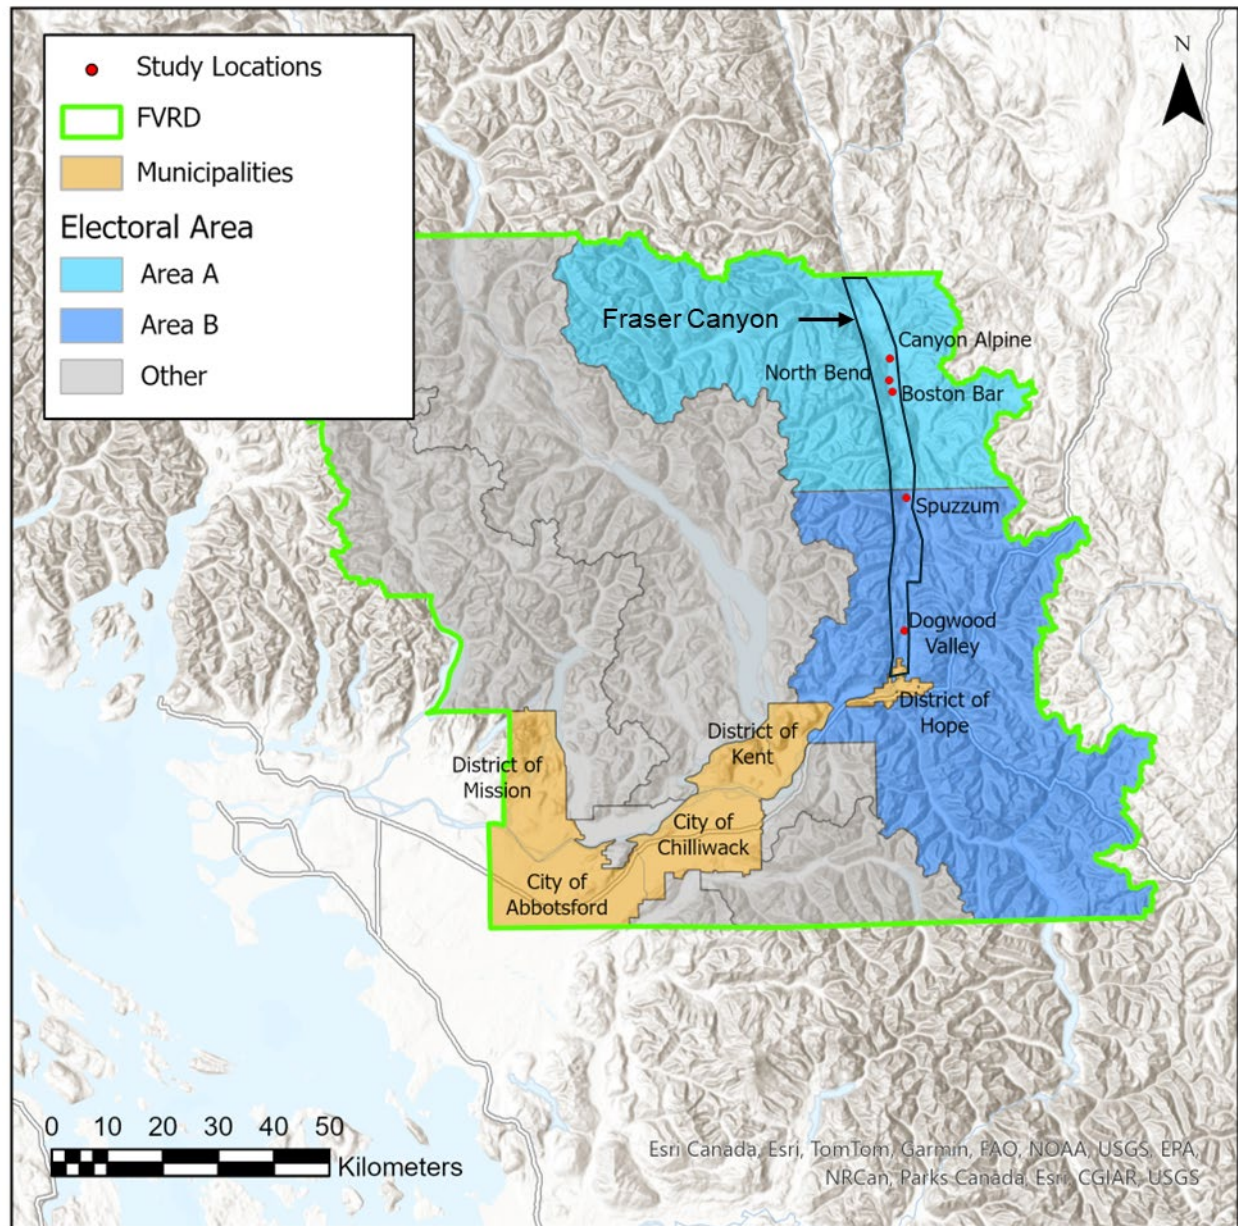 Study Locations
FVRD
Municipalities
Electoral Area
Area A
Area B
Other
N
Fraser Canyon
Canyon Alpine
North Bend
Boston Bar
Spuzzum
Dogwood
Valley
District of
Hope
District of
Kent
District of
Mission
City of
Chilliwack
City of
Abbotsford
0 10 20 30 40 50
Kilometers
Esri Canada, Esri, TomTom, Garmin, FAO, NOAA, USGS, EPA,
NRCan, Parks Canada, Esri, CGIAR, USGS